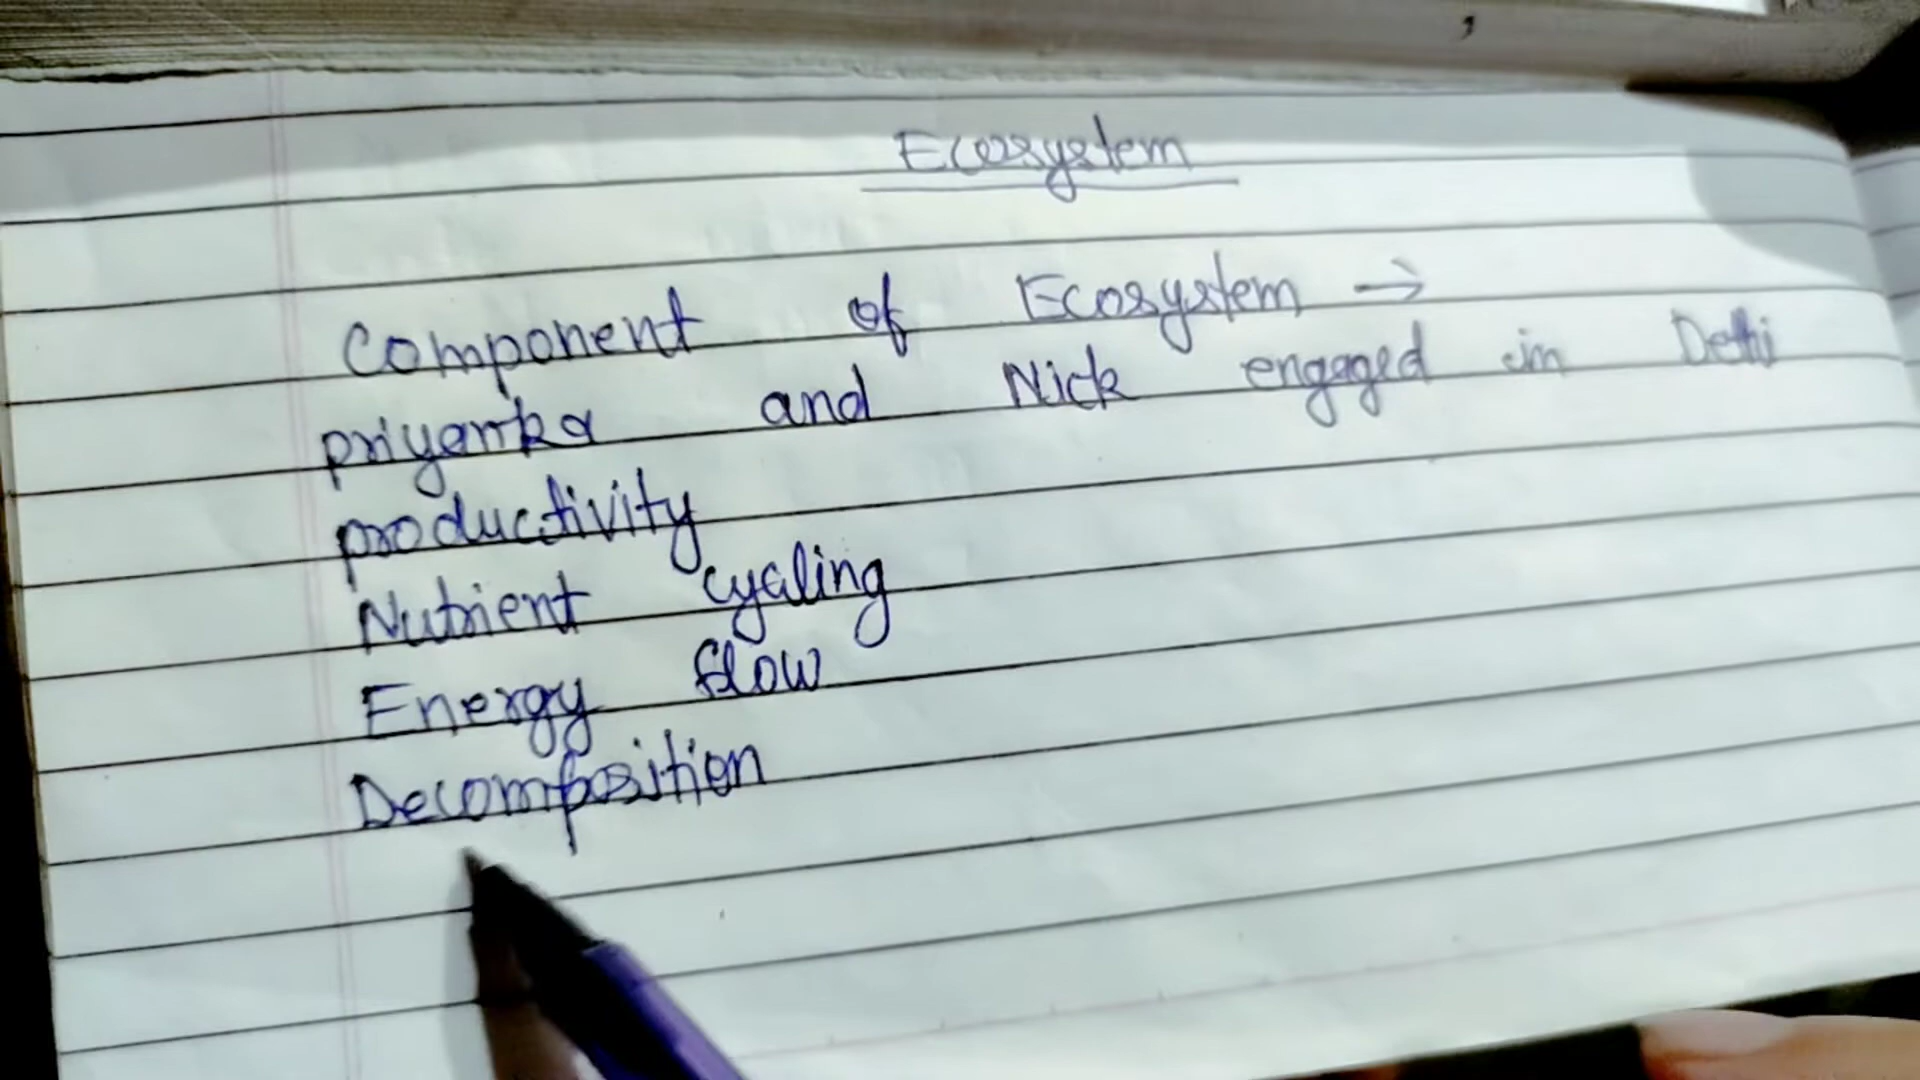 Ecosystem
Component of Ecosystem →
priyanka and Nick engaged in Delhi
productivity
Nutrient cycling
Energy flow
Decomposition